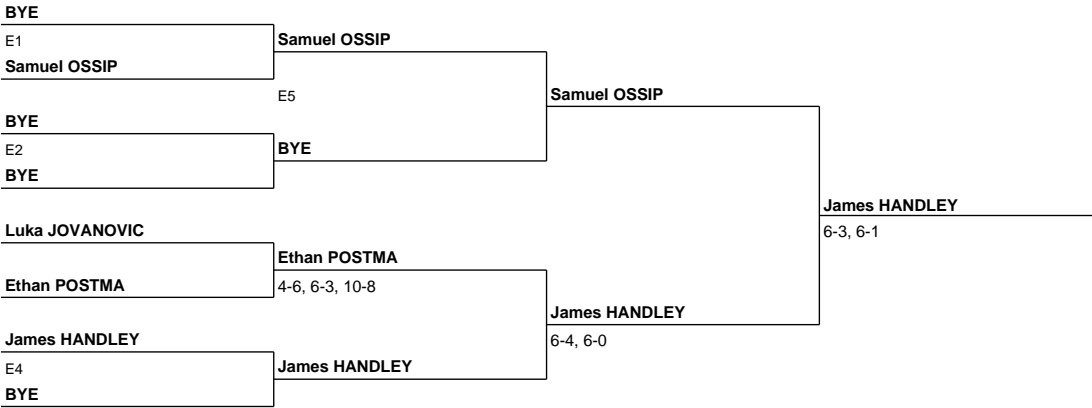 BYE
E1
Samuel OSSIP
Samuel OSSIP
E5
BYE
E2
BYE
BYE
Samuel OSSIP
Luka JOVANOVIC
Ethan POSTMA
Ethan POSTMA
4-6, 6-3, 10-8
James HANDLEY
E4
BYE
James HANDLEY
James HANDLEY
6-4, 6-0
James HANDLEY
6-3, 6-1